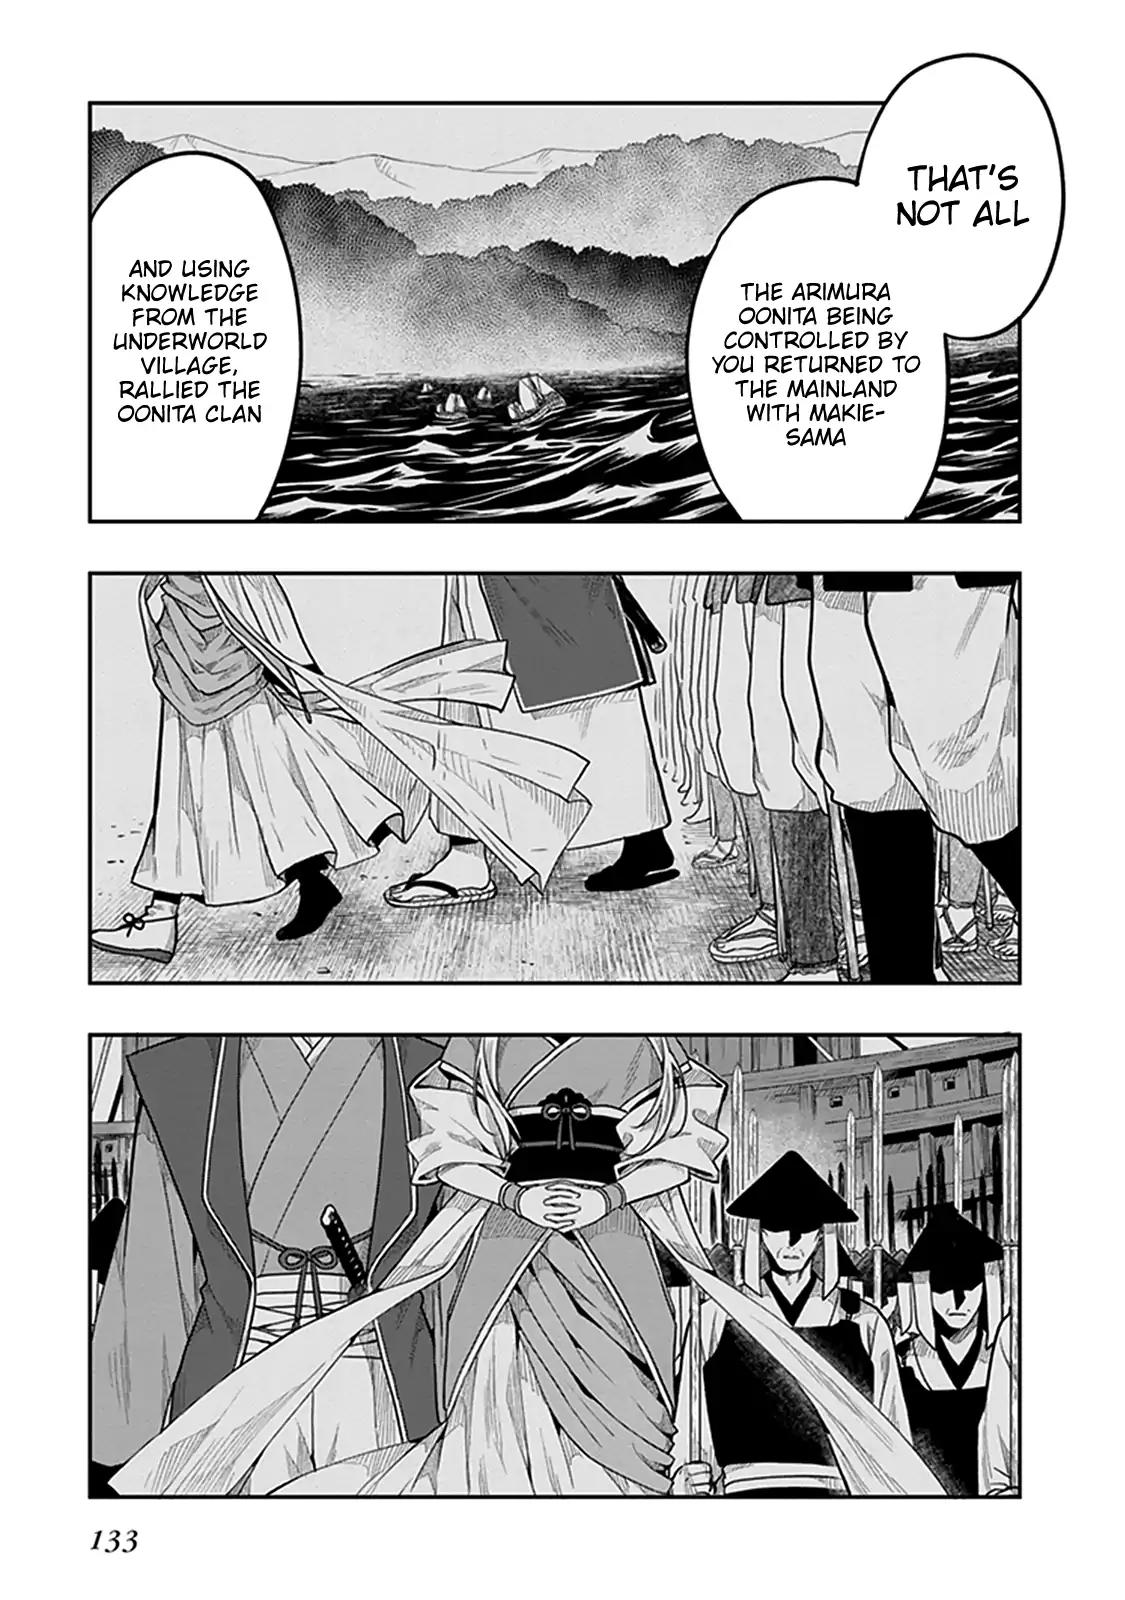 THAT'S
NOT ALL
THE ARIMURA
OONITA BEING
CONTROLLED BY
YOU RETURNED TO
THE MAINLAND
WITH MAKIE-
SAMA
AND USING
KNOWLEDGE
FROM THE
UNDERWORLD
VILLAGE,
RALLIED THE
OONITA CLAN
133